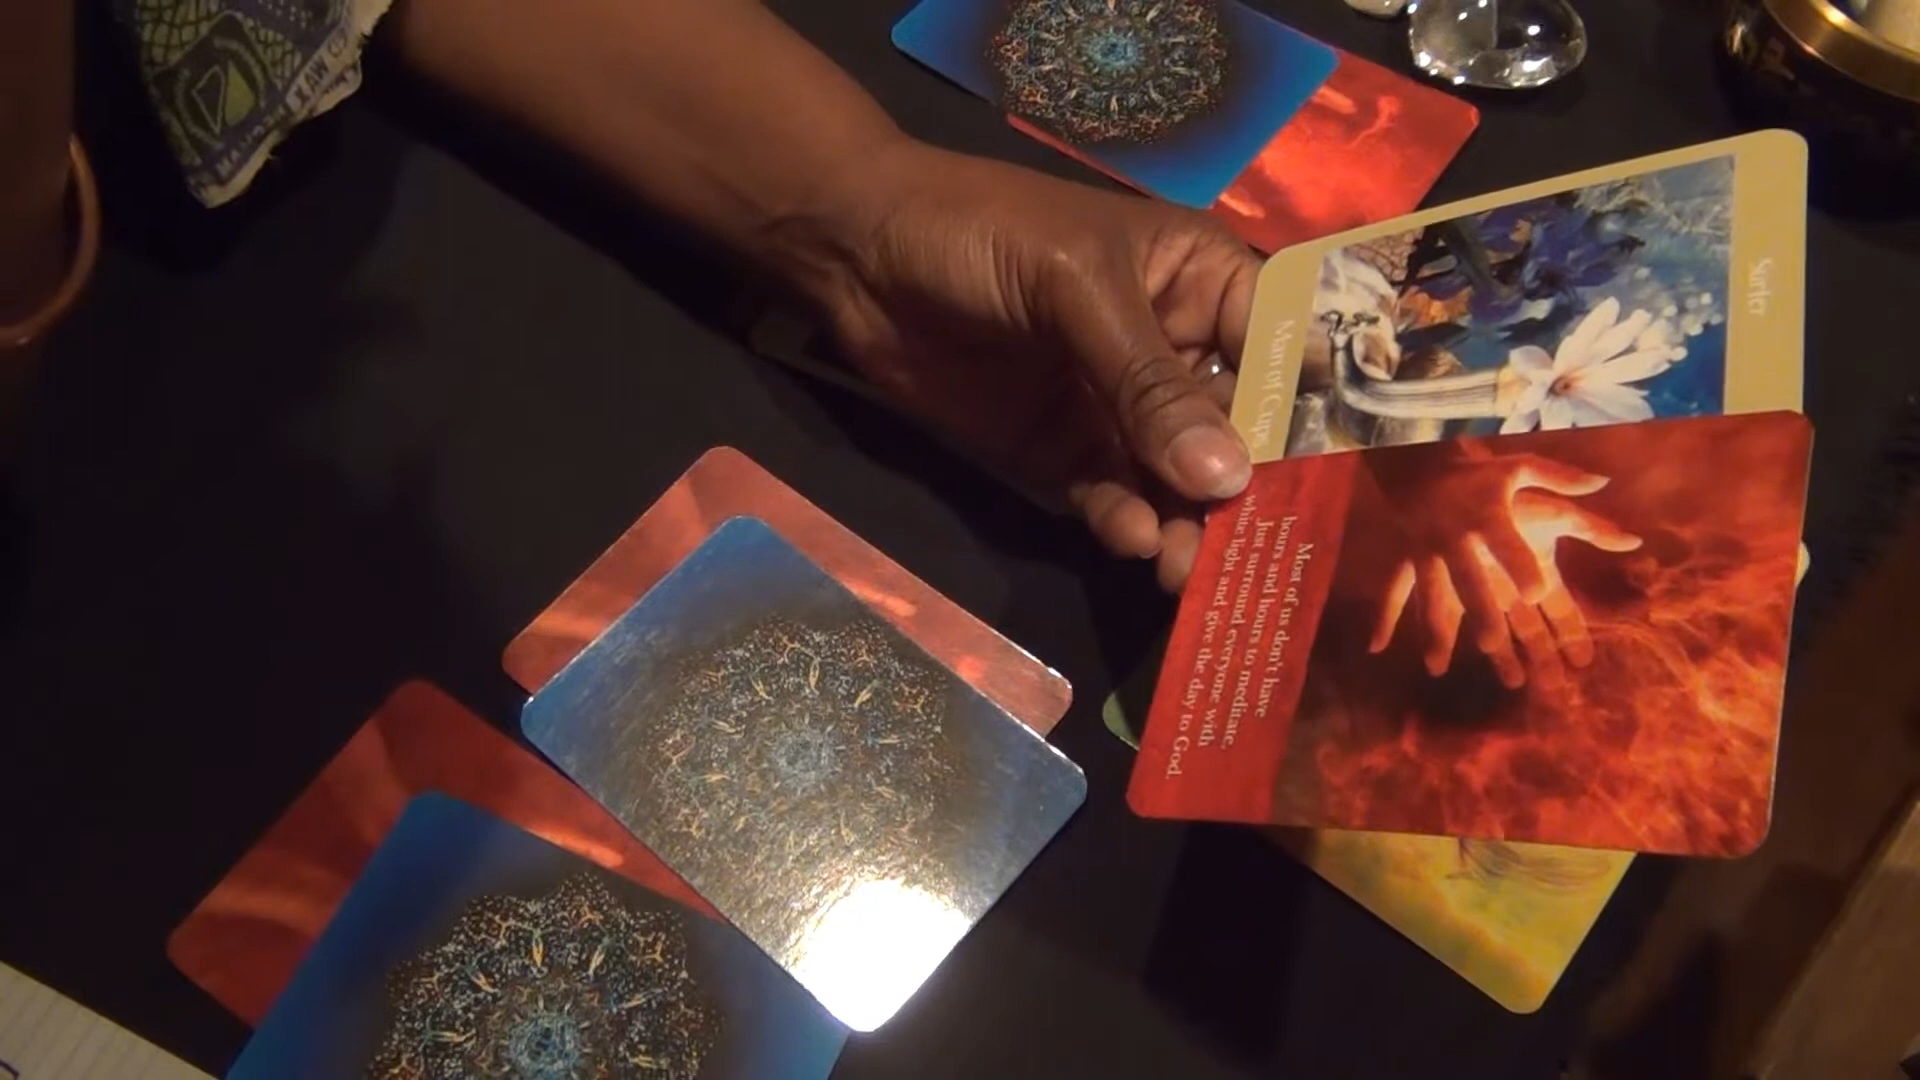 Surfer
Man of Cups
Most of us don't have
hours and hours to meditate.
Just surround everyone with
white light and give the day to God.